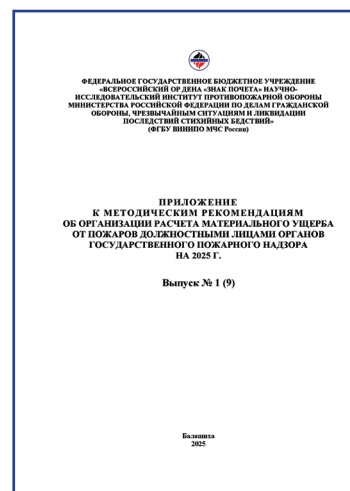 ФЕДЕРАЛЬНОЕ ГОСУДАРСТВЕННОЕ БЮДЖЕТНОЕ УЧРЕЖДЕНИЕ
«ВСЕРОССИЙСКИЙ ОР ДЕНА «ЗНАК ПОЧЕТА» НАУЧНО-
ИССЛЕДОВАТЕЛЬСКИЙ ИНСТИТУТ ПРОТИВОПОЖАРНОЙ ОБОРОНЫ
МИНИСТЕРСТВА РОССИЙСКОЙ ФЕДЕРАЦИИ ПО ДЕЛАМ ГРАЖДАНСКОЙ
ОБОРОНЫ, ЧРЕЗВЫЧАЙНЫМ СИТУАЦИЯМ И ЛИКВИДАЦИИ
ПОСЛЕДСТВИЙ СТИХИЙНЫХ БЕДСТВИЙ»
(ФГБУ ВНИИПО МЧС России)
ПРИЛОЖЕНИЕ
К МЕТОДИЧЕСКИМ РЕКОМЕНДАЦИЯМ
ОБ ОРГАНИЗАЦИИ РАСЧЕТА МАТЕРИАЛЬНОГО УЩЕРБА
ОТ ПОЖАРОВ ДОЛЖНОСТНЫМИ ЛИЦАМИ ОРГАНОВ
ГОСУДАРСТВЕННОГО ПОЖАРНОГО НАДЗОРА
НА 2025 Г.
Выпуск № 1 (9)
Балашиха
2025